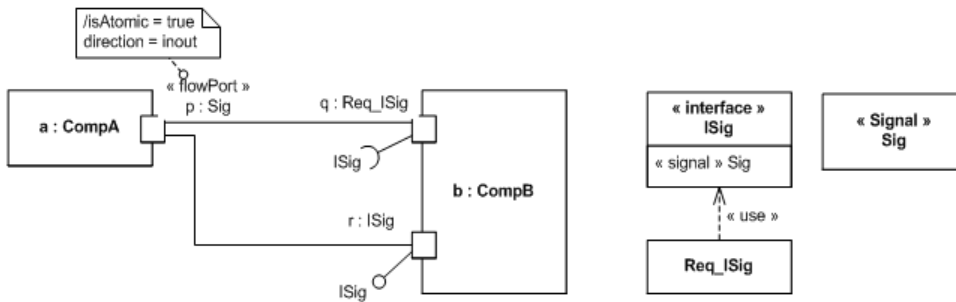 /isAtomic = true
direction = inout
« flowPort »
p : Sig
q : Req_ISig
a : CompA
ISig
b : CompB
r : ISig
ISig
« interface »
ISig
« signal » Sig
« use »
Req_ISig
« Signal »
Sig